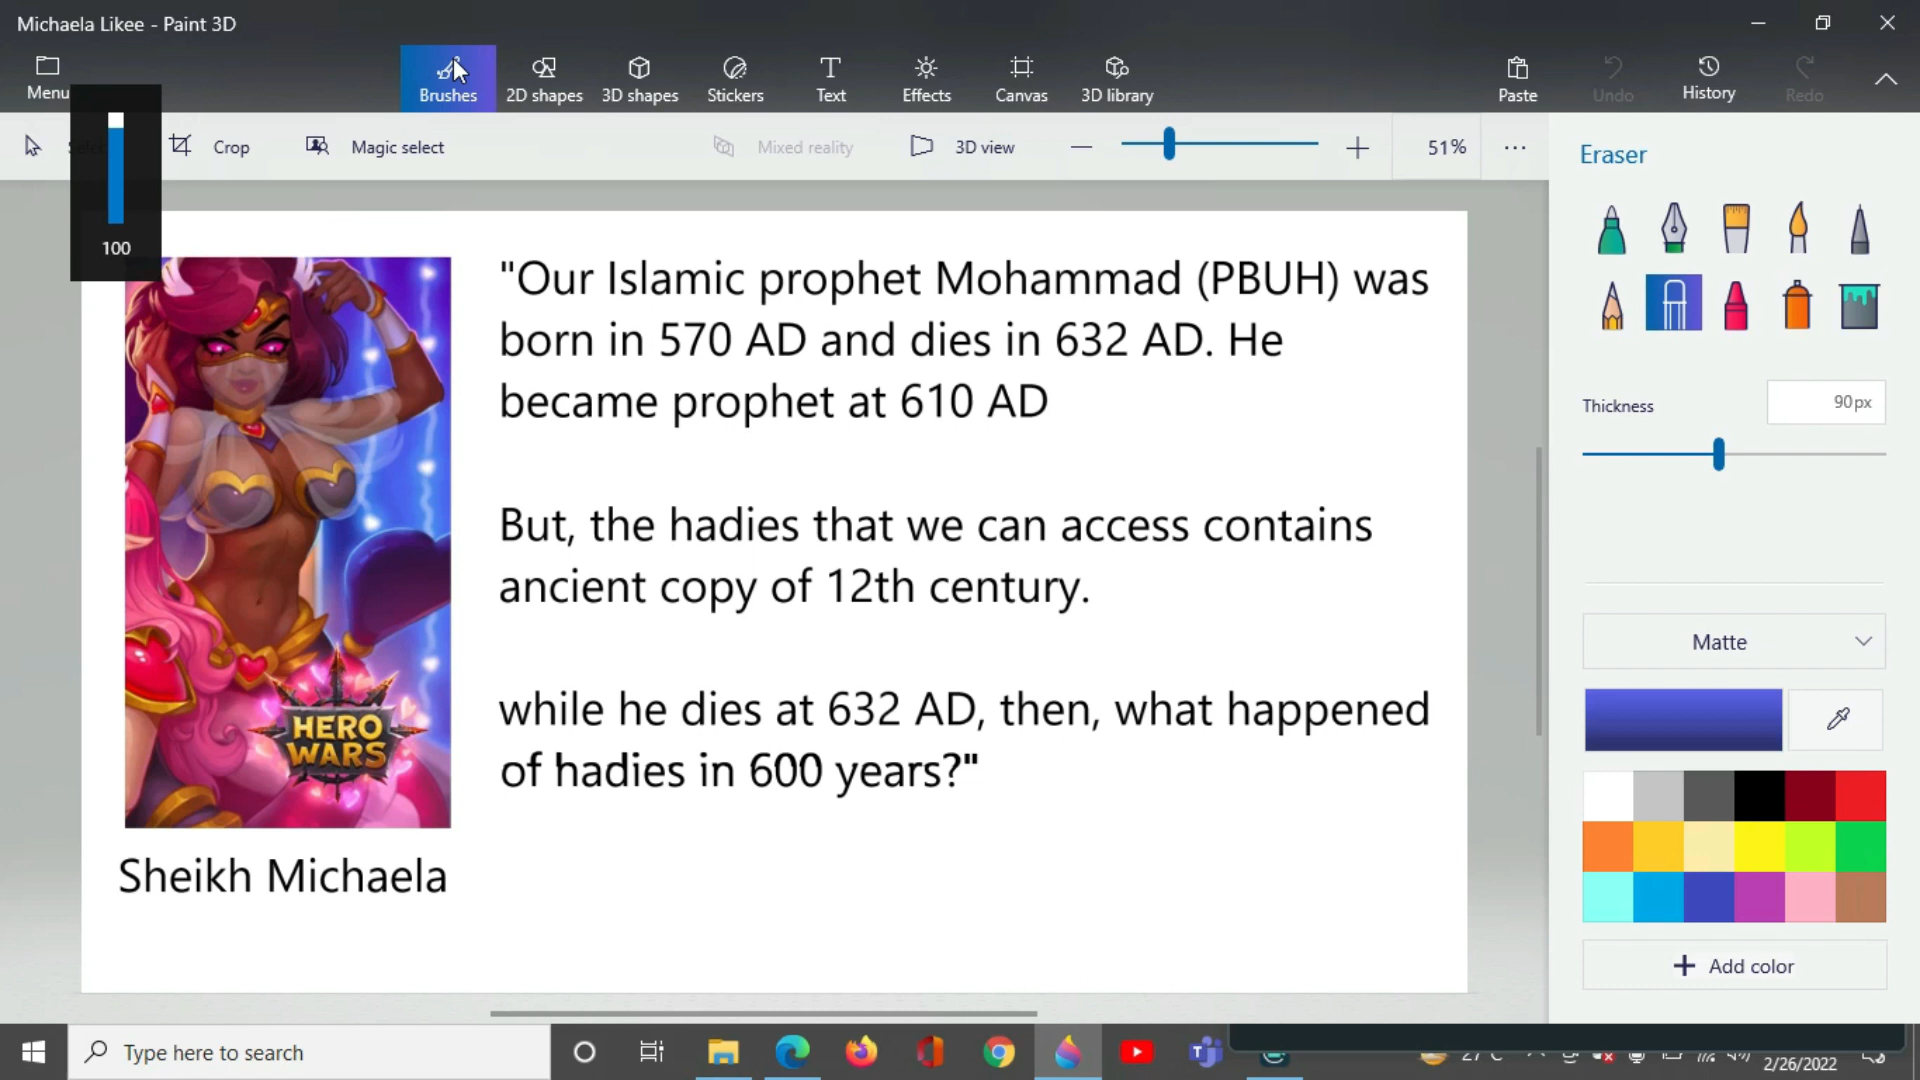 Michaela Likee - Paint 3D
Menu
Brushes
2D shapes
3D shapes
Stickers
Text
Effects
Canvas
3D library
Paste
Undo
History
Redo
Crop
Magic select
Mixed reality
3D view
51%
Eraser
100
Thickness
90px
"Our Islamic prophet Mohammad (PBUH) was
born in 570 AD and dies in 632 AD. He
became prophet at 610 AD
But, the hadies that we can access contains
ancient copy of 12th century.
while he dies at 632 AD, then, what happened
of hadies in 600 years?"
HERO
WARS
Sheikh Michaela
Matte
Add color
Type here to search
27°C
2/26/2022